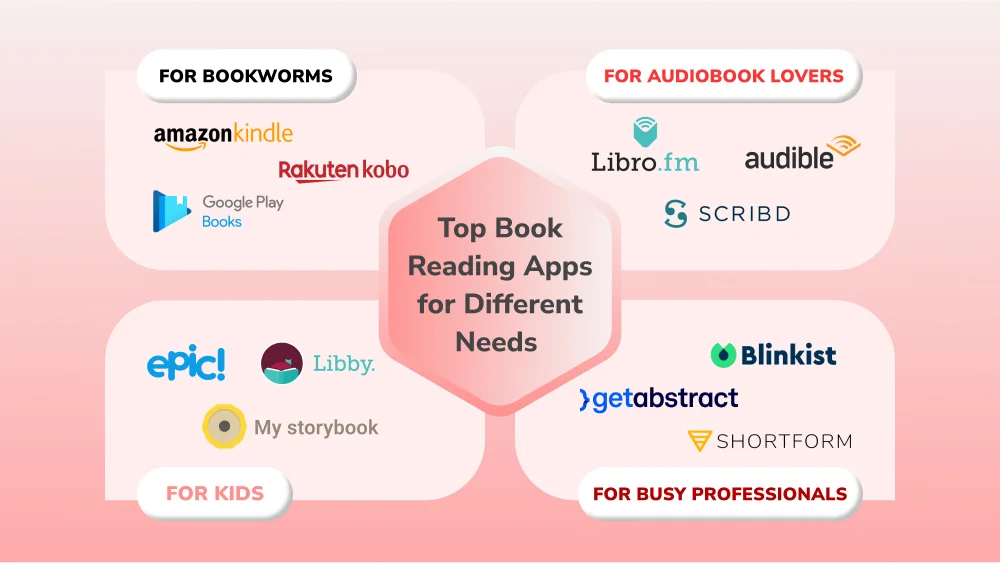 FOR BOOKWORMS
amazonkindle
Rakuten kobo
Google Play
Books
FOR AUDIOBOOK LOVERS
Libro.fm
audible
SCRIBD
Top Book
Reading Apps
for Different
Needs
epic!
Libby.
My storybook
FOR KIDS
Blinkist
getabstract
SHORTFORM
FOR BUSY PROFESSIONALS